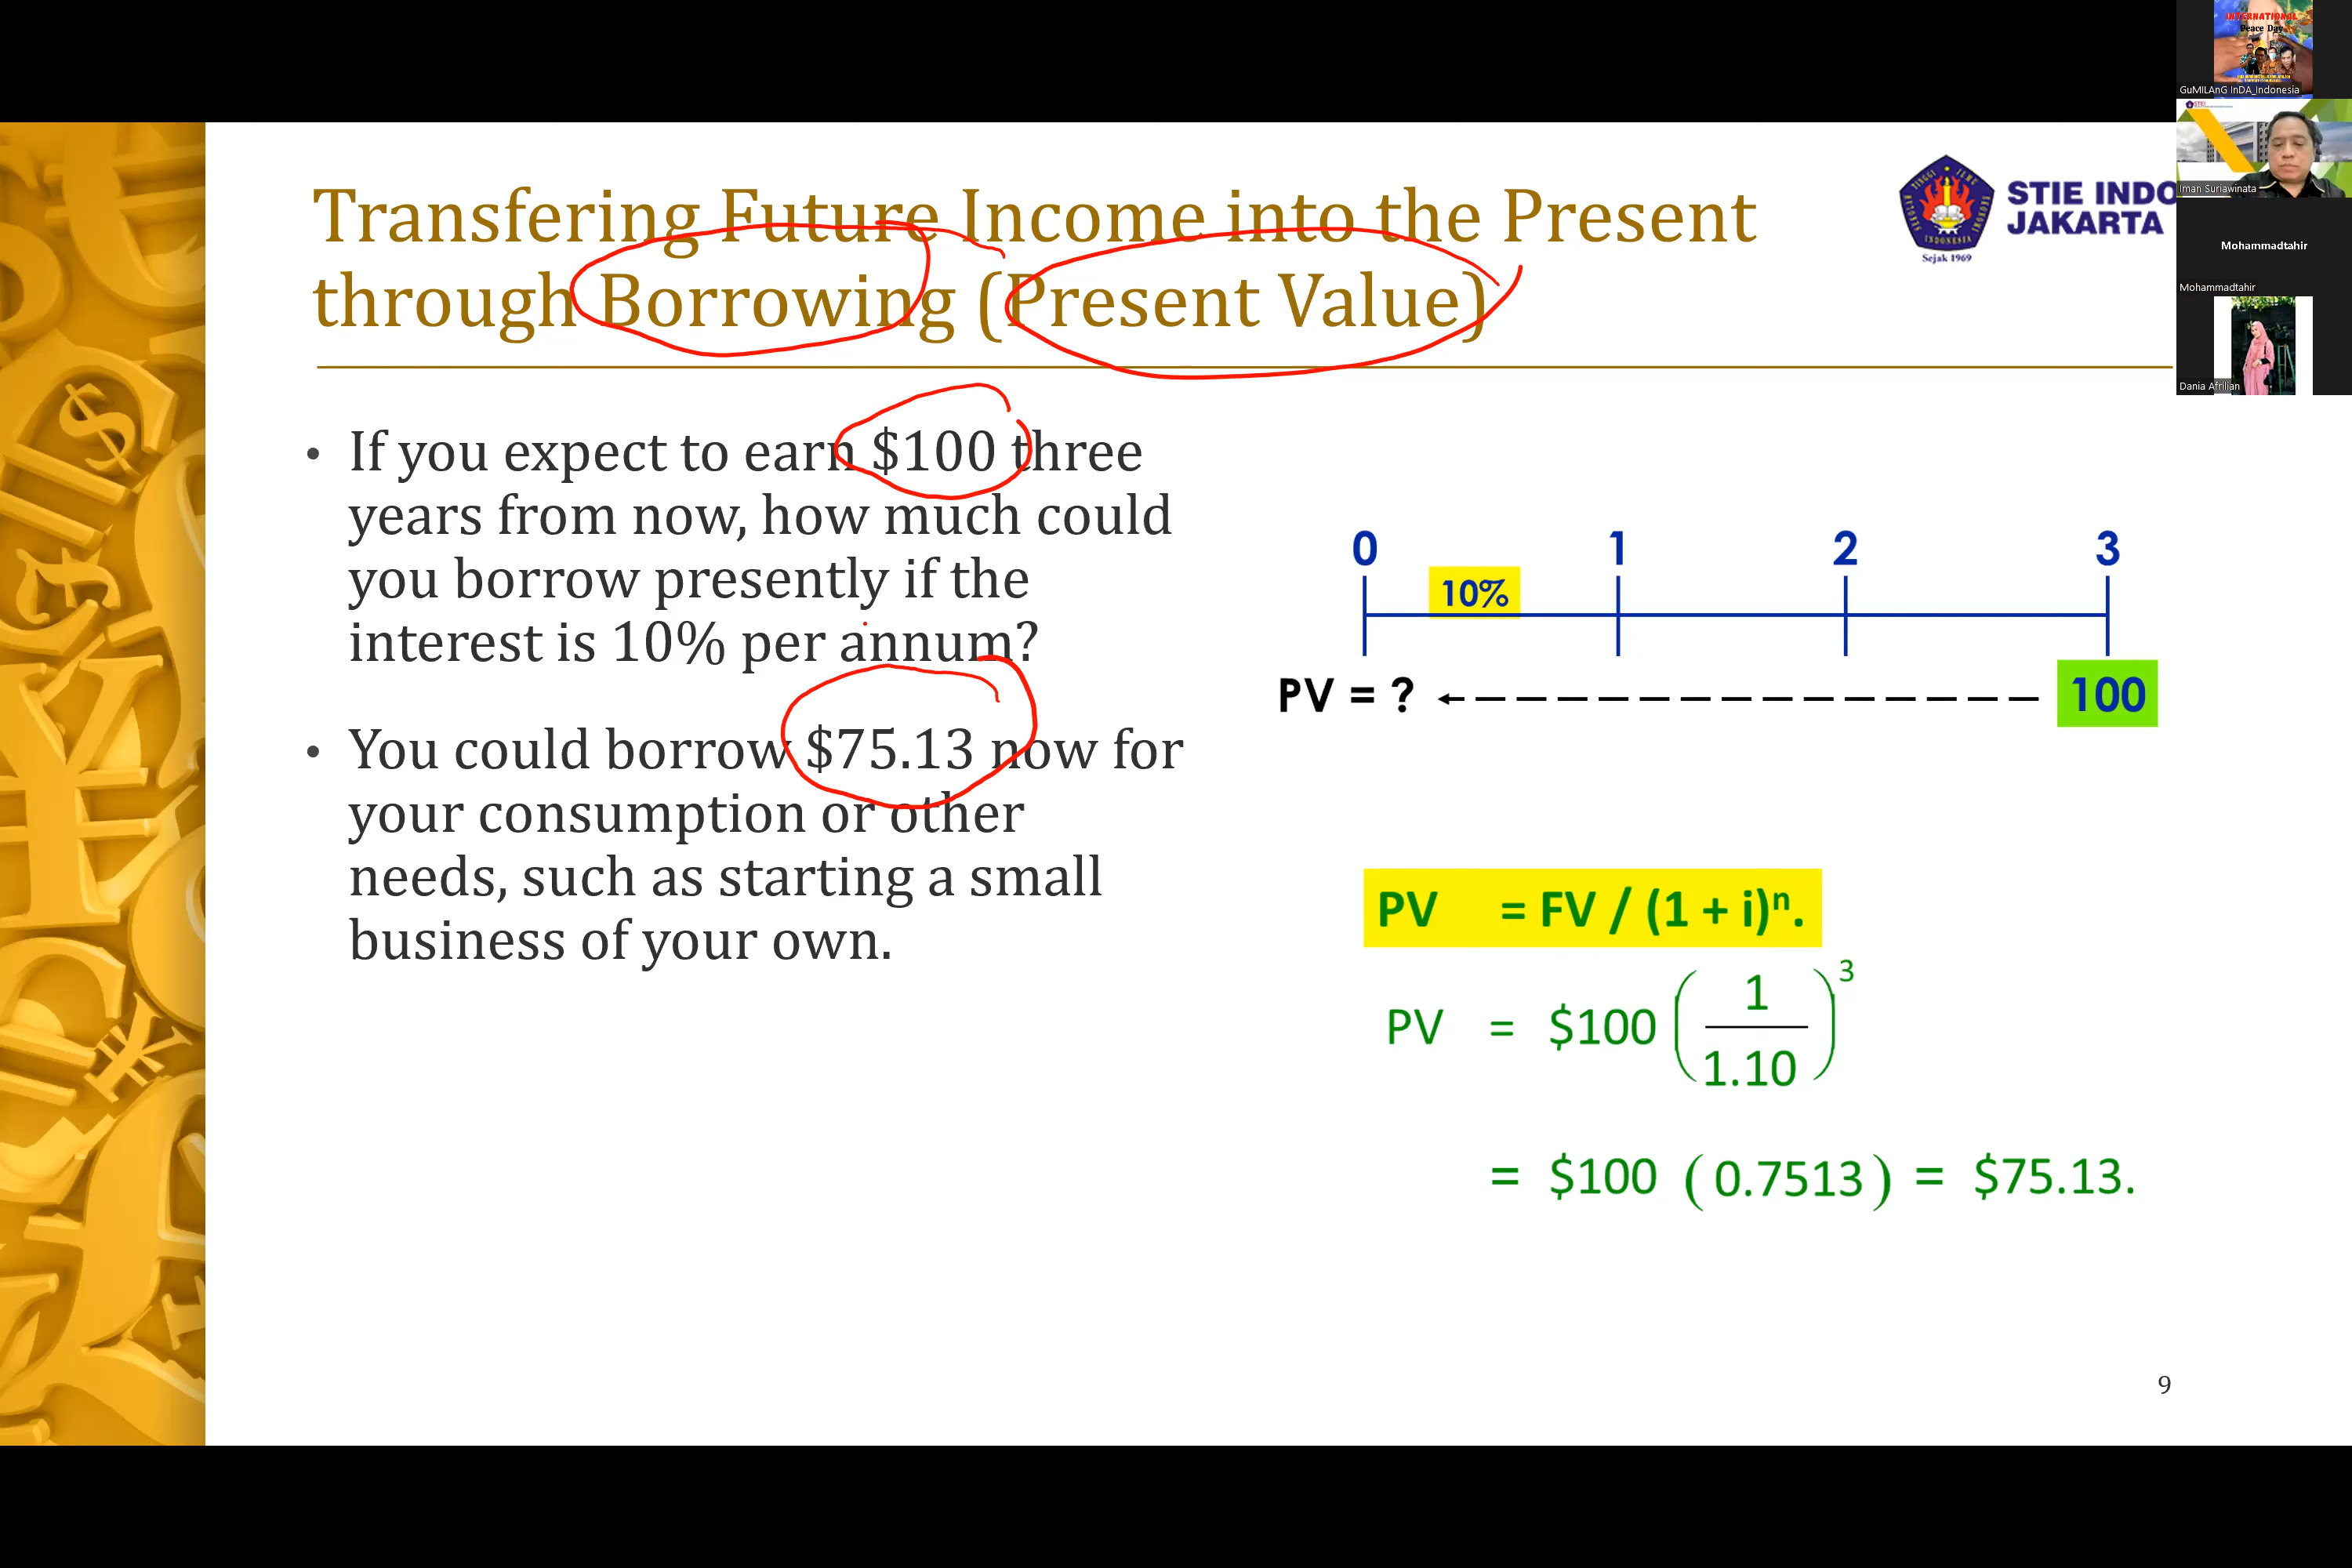 INTERNATIONAL
Peace Day
GuMILAnG InDA_Indonesia
Iman Suriawinata
Mohammadtahir
Mohammadtahir
Dania Afrilian
Transfering Future Income into the Present
through Borrowing (Present Value)
STIE INDO
JAKARTA
Sejak 1969
• If you expect to earn $100 three
years from now, how much could
you borrow presently if the
interest is 10% per annum?
• You could borrow $75.13 now for
your consumption or other
needs, such as starting a small
business of your own.
0 1 2 3
10%
PV = ? 100
PV = FV / (1 + i)ⁿ.
PV = $100 (1/1.10)³
= $100 (0.7513) = $75.13.
9